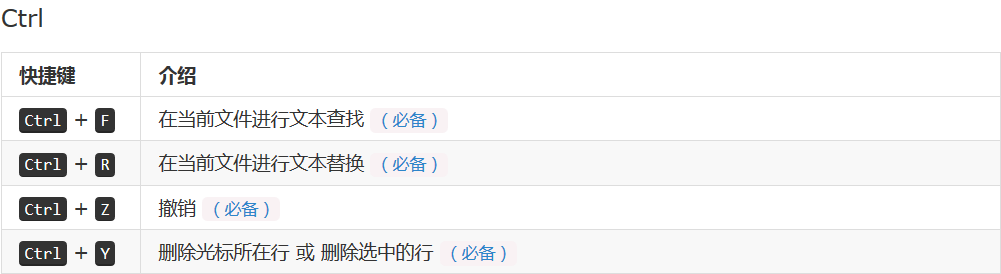 Ctrl
快捷键 介绍
Ctrl + F 在当前文件进行文本查找 （必备）
Ctrl + R 在当前文件进行文本替换 （必备）
Ctrl + Z 撤销 （必备）
Ctrl + Y 删除光标所在行 或 删除选中的行 （必备）